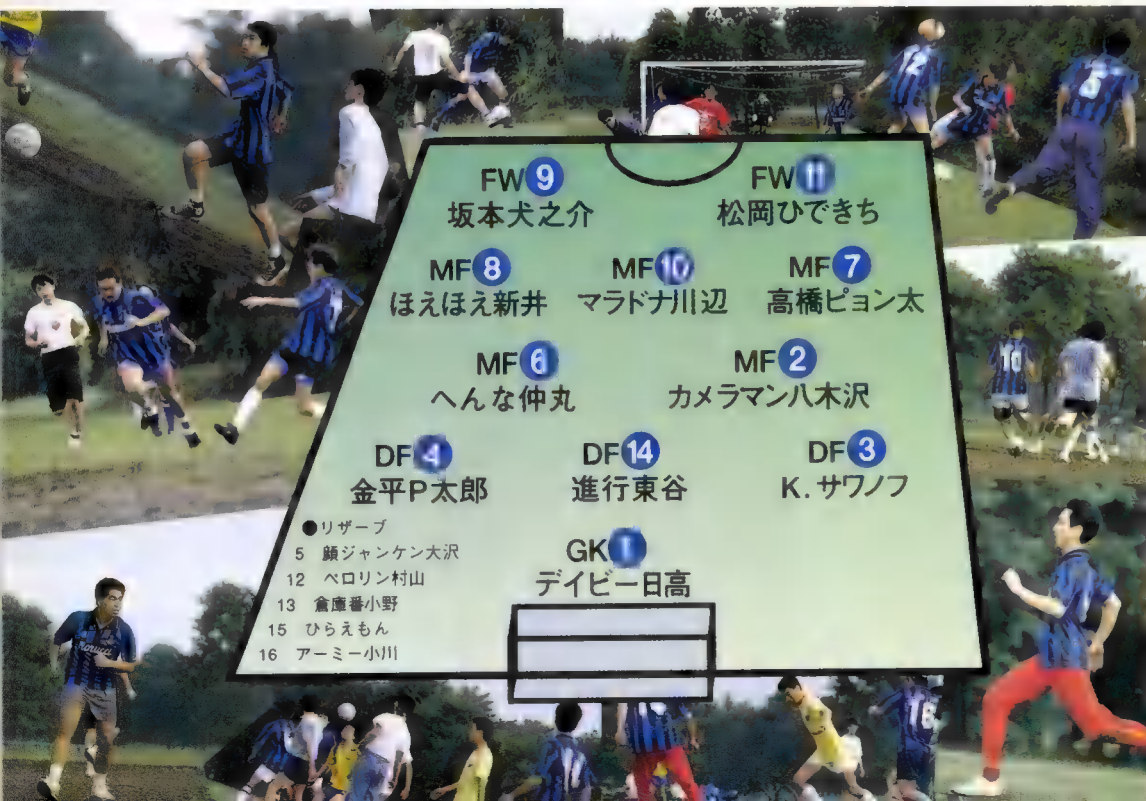 FW 9 FW 11
坂本犬之介 松岡ひできち
MF 8 MF 10 MF 7
ほえほえ新井 マラドナ川辺 高橋ピョン太
MF 6 MF 2
へんな仲丸 カメラマン八木沢
DF 4 DF 14 DF 3
金平P太郎 進行東谷 K.サワノフ
●リザーブ
5 顔ジャンケン大沢
12 ペロリン村山
13 倉庫番小野
15 ひらえもん
16 アーミー小川
GK 1
デイビー日高
12
5
10
16